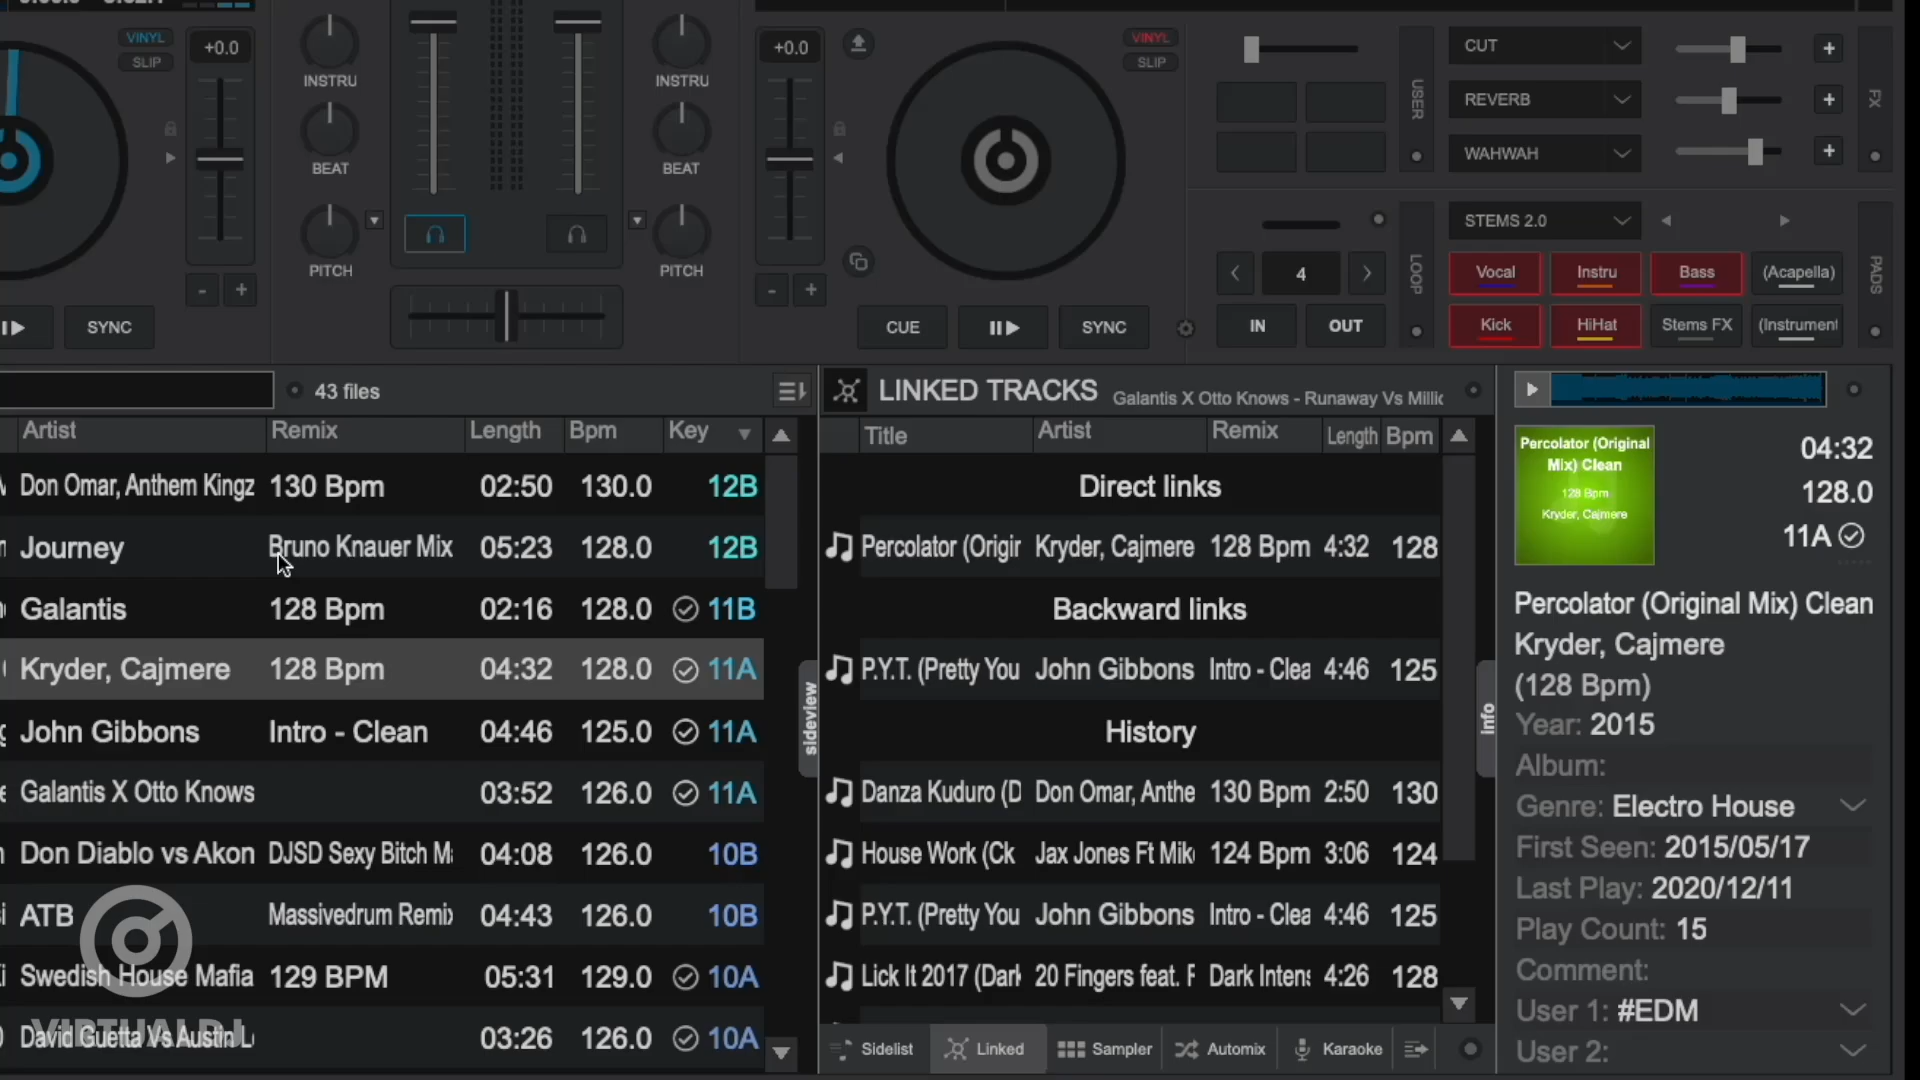 VINYL
SLIP
+0.0
INSTRU
INSTRU
+0.0
VINYL
SLIP
USER
CUT
REVERB
WAHWAH
FX
BEAT
BEAT
PITCH
PITCH
- +
- +
SYNC
CUE
SYNC
4
IN
OUT
LOOP
STEMS 2.0
Vocal
Instru
Bass
(Acapella)
Kick
HiHat
Stems FX
(Instrument
PADS
43 files
Artist Remix Length Bpm Key
Don Omar, Anthem Kingz 130 Bpm 02:50 130.0 12B
Journey Bruno Knauer Mix 05:23 128.0 12B
Galantis 128 Bpm 02:16 128.0 11B
Kryder, Cajmere 128 Bpm 04:32 128.0 11A
John Gibbons Intro - Clean 04:46 125.0 11A
Galantis X Otto Knows 03:52 126.0 11A
Don Diablo vs Akon DJSD Sexy Bitch Ma 04:08 126.0 10B
ATB Massivedrum Remix 04:43 126.0 10B
Swedish House Mafia 129 BPM 05:31 129.0 10A
David Guetta Vs Austin L 03:26 126.0 10A
VIRTUALDJ
sideview
LINKED TRACKS Galantis X Otto Knows - Runaway Vs Millic
Title Artist Remix Length Bpm
Direct links
Percolator (Origir Kryder, Cajmere 128 Bpm 4:32 128
Backward links
P.Y.T. (Pretty You John Gibbons Intro - Clea 4:46 125
History
Danza Kuduro (D Don Omar, Anthe 130 Bpm 2:50 130
House Work (Ck Jax Jones Ft Mike 124 Bpm 3:06 124
P.Y.T. (Pretty You John Gibbons Intro - Clea 4:46 125
Lick It 2017 (Dark 20 Fingers feat. F Dark Intens 4:26 128
Sidelist
Linked
Sampler
Automix
Karaoke
info
Percolator (Original
Mix) Clean
128 Bpm
Kryder, Cajmere
04:32
128.0
11A
Percolator (Original Mix) Clean
Kryder, Cajmere
(128 Bpm)
Year: 2015
Album:
Genre: Electro House
First Seen: 2015/05/17
Last Play: 2020/12/11
Play Count: 15
Comment:
User 1: #EDM
User 2: